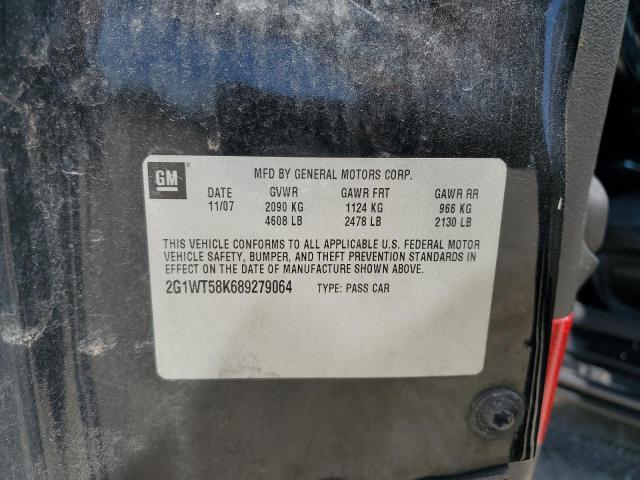 GM
MFD BY GENERAL MOTORS CORP.
DATE GVWR GAWR FRT GAWR RR
11/07 2090 KG 1124 KG 966 KG
4608 LB 2478 LB 2130 LB
THIS VEHICLE CONFORMS TO ALL APPLICABLE U.S. FEDERAL MOTOR
VEHICLE SAFETY, BUMPER, AND THEFT PREVENTION STANDARDS IN
EFFECT ON THE DATE OF MANUFACTURE SHOWN ABOVE.
2G1WT58K689279064 TYPE: PASS CAR